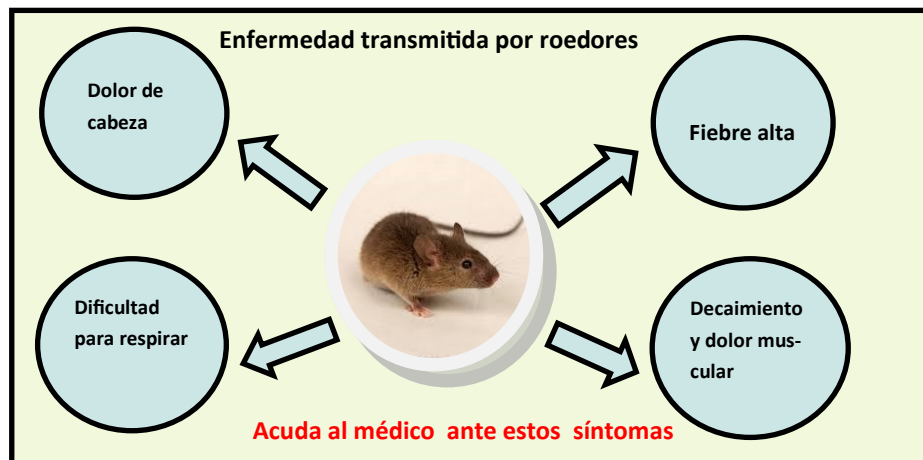 Enfermedad transmitida por roedores
Dolor de
cabeza
Fiebre alta
Dificultad
para respirar
Decaimiento
y dolor mus-
cular
Acuda al médico  ante estos  síntomas